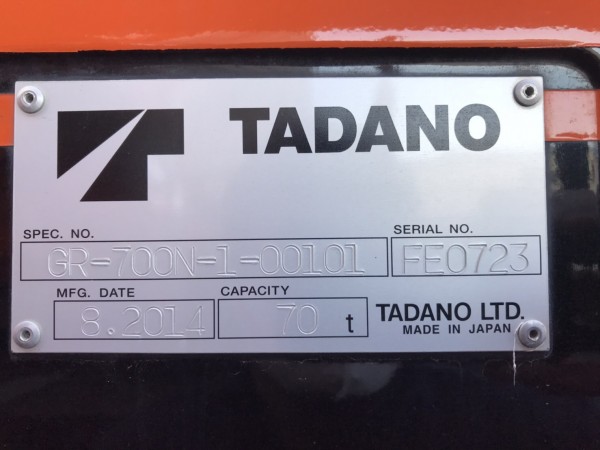 TADANO
SPEC. NO. SERIAL NO.
GR-700N-1-00101 FE0723
MFG. DATE CAPACITY
8.2014 70 t
TADANO LTD.
MADE IN JAPAN